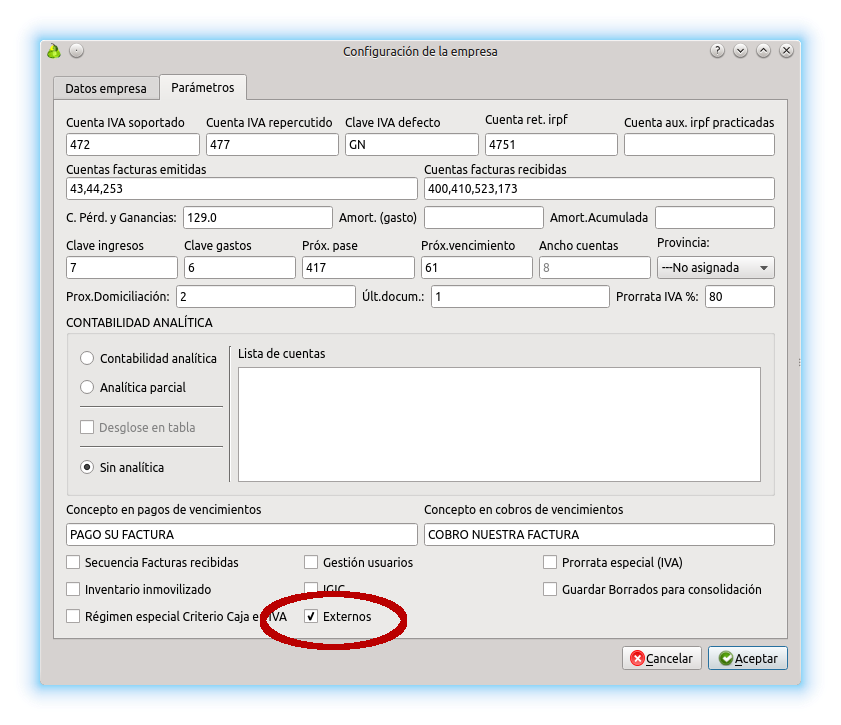 Configuración de la empresa
Datos empresa Parámetros
Cuenta IVA soportado Cuenta IVA repercutido Clave IVA defecto Cuenta ret. irpf Cuenta aux. irpf practicadas
472 477 GN 4751
Cuentas facturas emitidas Cuentas facturas recibidas
43,44,253 400,410,523,173
C. Pérd. y Ganancias: 129.0 Amort. (gasto) Amort.Acumulada
Clave ingresos Clave gastos Próx. pase Próx.vencimiento Ancho cuentas Provincia:
7 6 417 61 8 ---No asignada
Prox.Domiciliación: 2 Últ.docum.: 1 Prorrata IVA %: 80
CONTABILIDAD ANALÍTICA
Contabilidad analítica Lista de cuentas
Analítica parcial
Desglose en tabla
Sin analítica
Concepto en pagos de vencimientos Concepto en cobros de vencimientos
PAGO SU FACTURA COBRO NUESTRA FACTURA
Secuencia Facturas recibidas Gestión usuarios Prorrata especial (IVA)
Inventario inmovilizado IGIC Guardar Borrados para consolidación
Régimen especial Criterio Caja e IVA Externos
Cancelar Aceptar